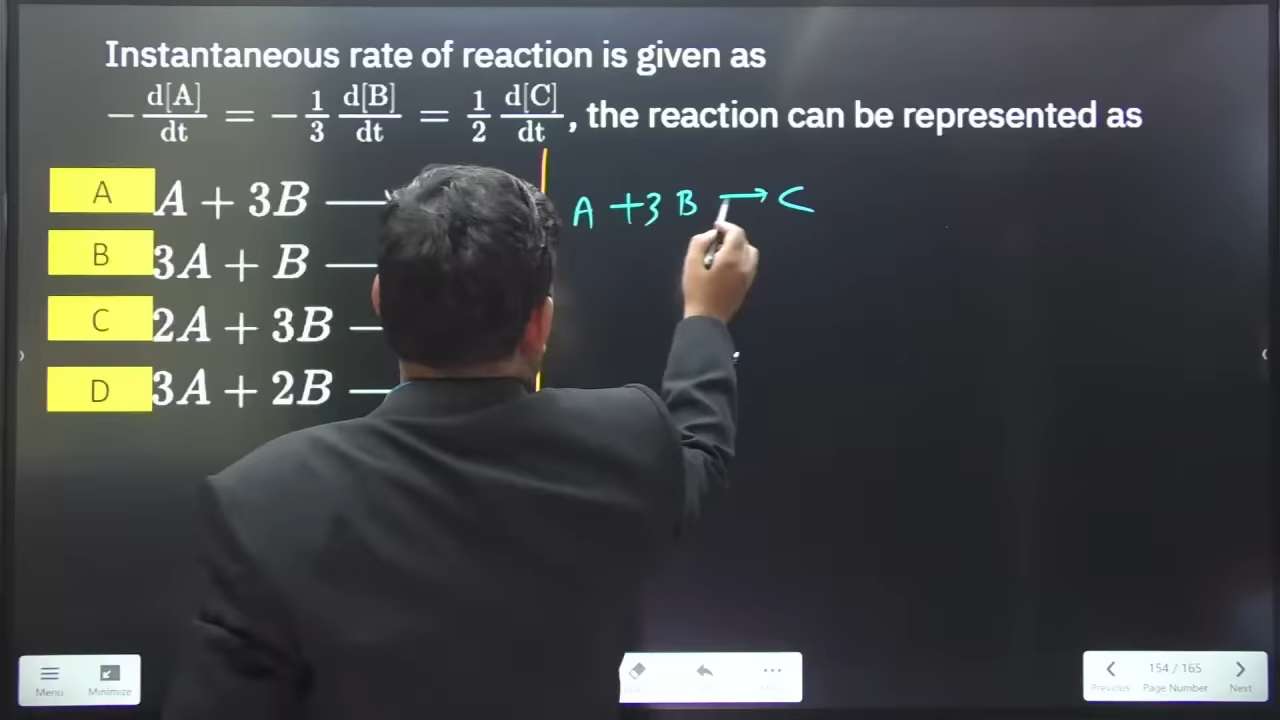 Instantaneous rate of reaction is given as
-d[A]/dt = -1/3 d[B]/dt = 1/2 d[C]/dt, the reaction can be represented as
A A + 3B —
A + 3B → C
B 3A + B —
C 2A + 3B —
D 3A + 2B —
Menu Minimize
154 / 165
Previous Page Number Next